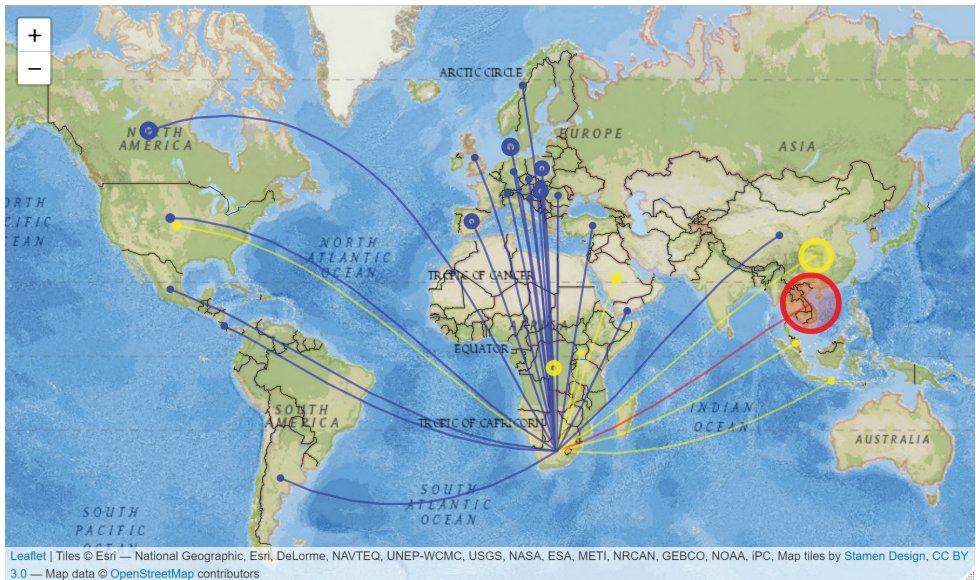 +
−
ARCTIC CIRCLE
EUROPE
NORTH
AMERICA
ASIA
NORTH
ATLANTIC
OCEAN
TROPIC OF CANCER
AFRICA
EQUATOR
SOUTH
AMERICA
TROPIC OF CAPRICORN
INDIAN
OCEAN
AUSTRALIA
SOUTH
ATLANTIC
OCEAN
SOUTH
PACIFIC
Leaflet | Tiles © Esri — National Geographic, Esri, DeLorme, NAVTEQ, UNEP-WCMC, USGS, NASA, ESA, METI, NRCAN, GEBCO, NOAA, iPC, Map tiles by Stamen Design, CC BY
3.0 — Map data © OpenStreetMap contributors